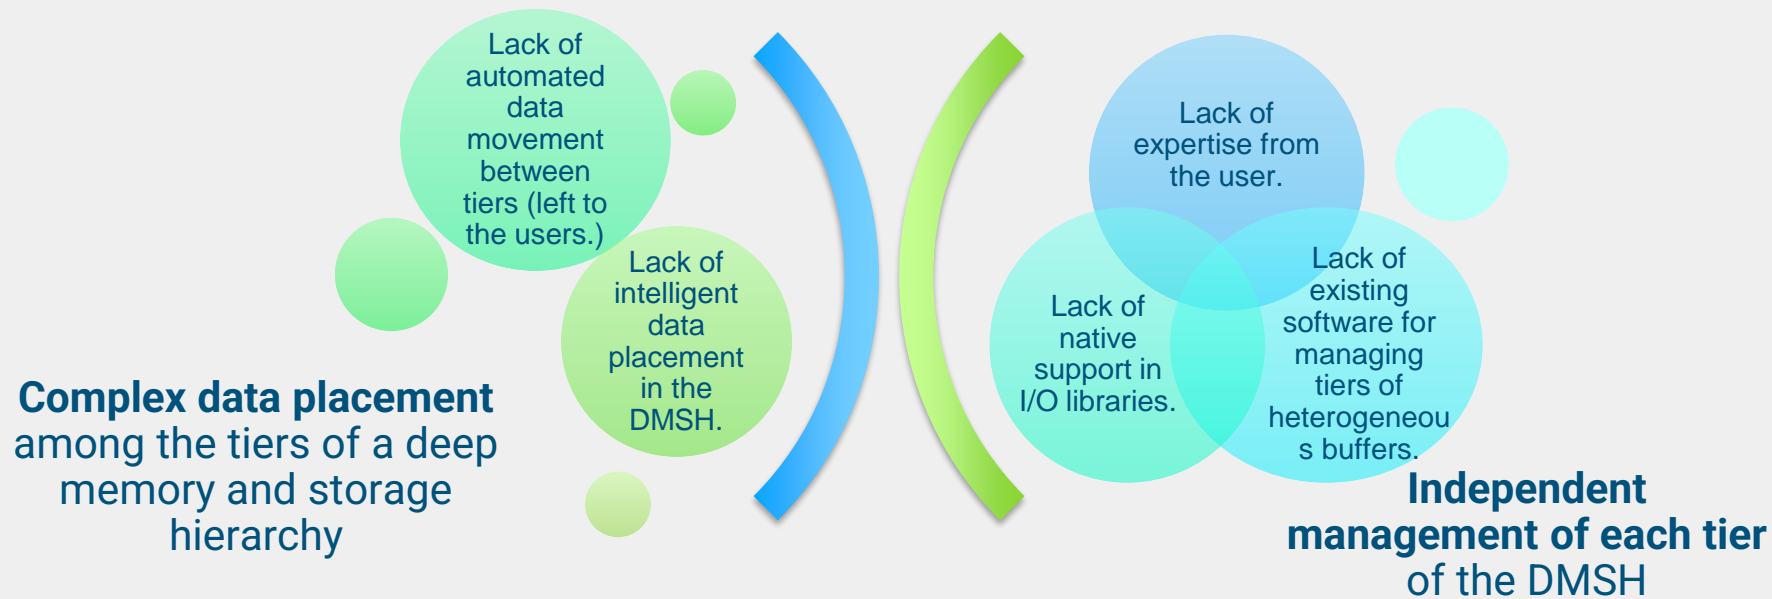 Lack of
automated
data
movement
between
tiers (left to
the users.)
Lack of
intelligent
data
placement
in the
DMSH.
Complex data placement
among the tiers of a deep
memory and storage
hierarchy
Lack of
expertise from
the user.
Lack of
native
support in
I/O libraries.
Lack of
existing
software for
managing
tiers of
heterogeneou
s buffers.
Independent
management of each tier
of the DMSH